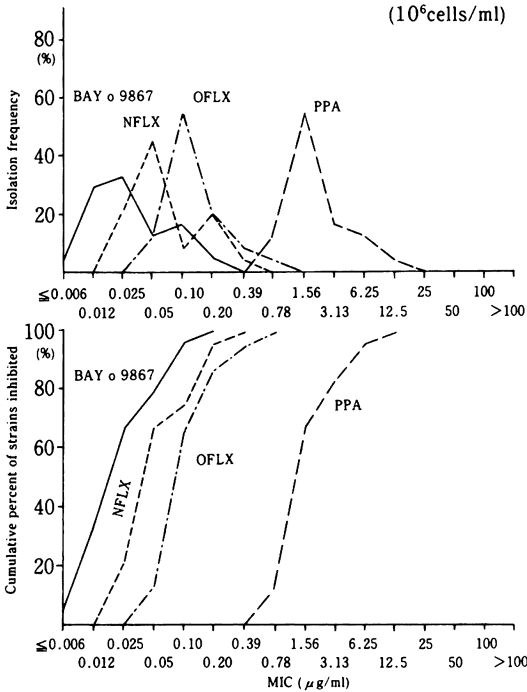 (10⁶cells/ml)
80
(%)
60
40
20
Isolation frequency
BAY o 9867
NFLX
OFLX
PPA
≦0.006 0.025 0.10 0.39 1.56 6.25 25 100
0.012 0.05 0.20 0.78 3.13 12.5 50 >100
100
(%)
80
60
40
20
Cumulative percent of strains inhibited
BAY o 9867
NFLX
OFLX
PPA
≦0.006 0.025 0.10 0.39 1.56 6.25 25 100
0.012 0.05 0.20 0.78 3.13 12.5 50 >100
MIC (μg/ml)